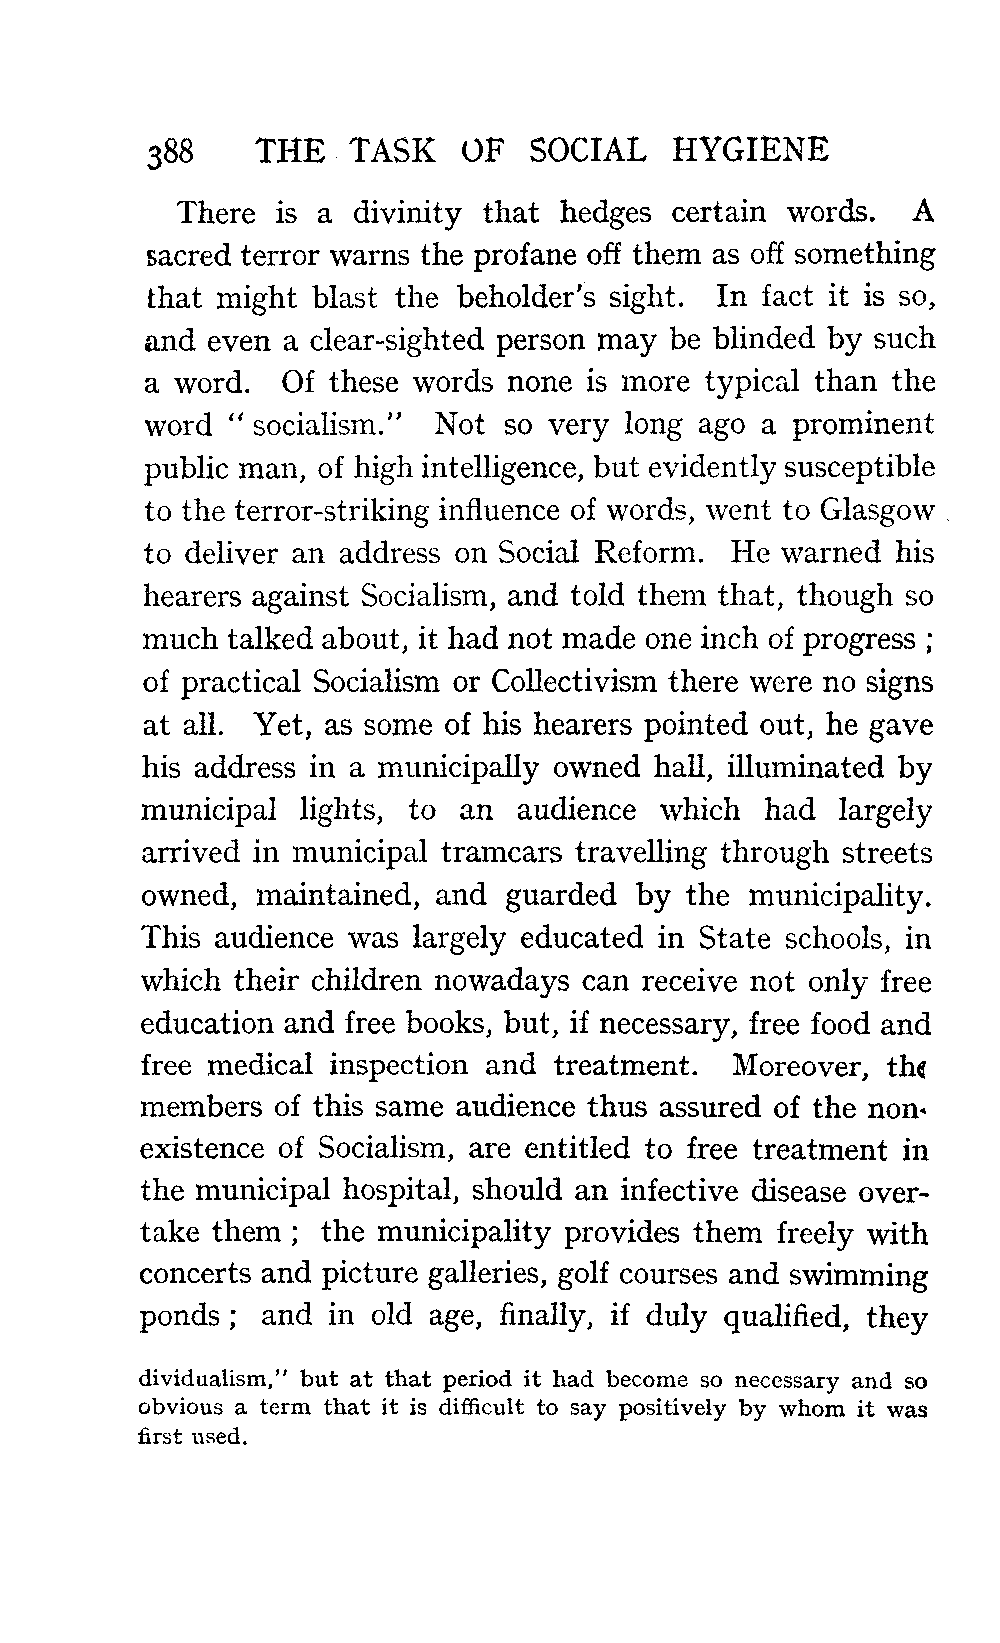 388 THE TASK OF SOCIAL HYGIENE
There is a divinity that hedges certain words. A
sacred terror warns the profane off them as off something
that might blast the beholder's sight. In fact it is so,
and even a clear-sighted person may be blinded by such
a word. Of these words none is more typical than the
word “ socialism.” Not so very long ago a prominent
public man, of high intelligence, but evidently susceptible
to the terror-striking influence of words, went to Glasgow
to deliver an address on Social Reform. He warned his
hearers against Socialism, and told them that, though so
much talked about, it had not made one inch of progress ;
of practical Socialism or Collectivism there were no signs
at all. Yet, as some of his hearers pointed out, he gave
his address in a municipally owned hall, illuminated by
municipal lights, to an audience which had largely
arrived in municipal tramcars travelling through streets
owned, maintained, and guarded by the municipality.
This audience was largely educated in State schools, in
which their children nowadays can receive not only free
education and free books, but, if necessary, free food and
free medical inspection and treatment. Moreover, the
members of this same audience thus assured of the non-
existence of Socialism, are entitled to free treatment in
the municipal hospital, should an infective disease over-
take them ; the municipality provides them freely with
concerts and picture galleries, golf courses and swimming
ponds ; and in old age, finally, if duly qualified, they
dividualism,” but at that period it had become so necessary and so
obvious a term that it is difficult to say positively by whom it was
first used.